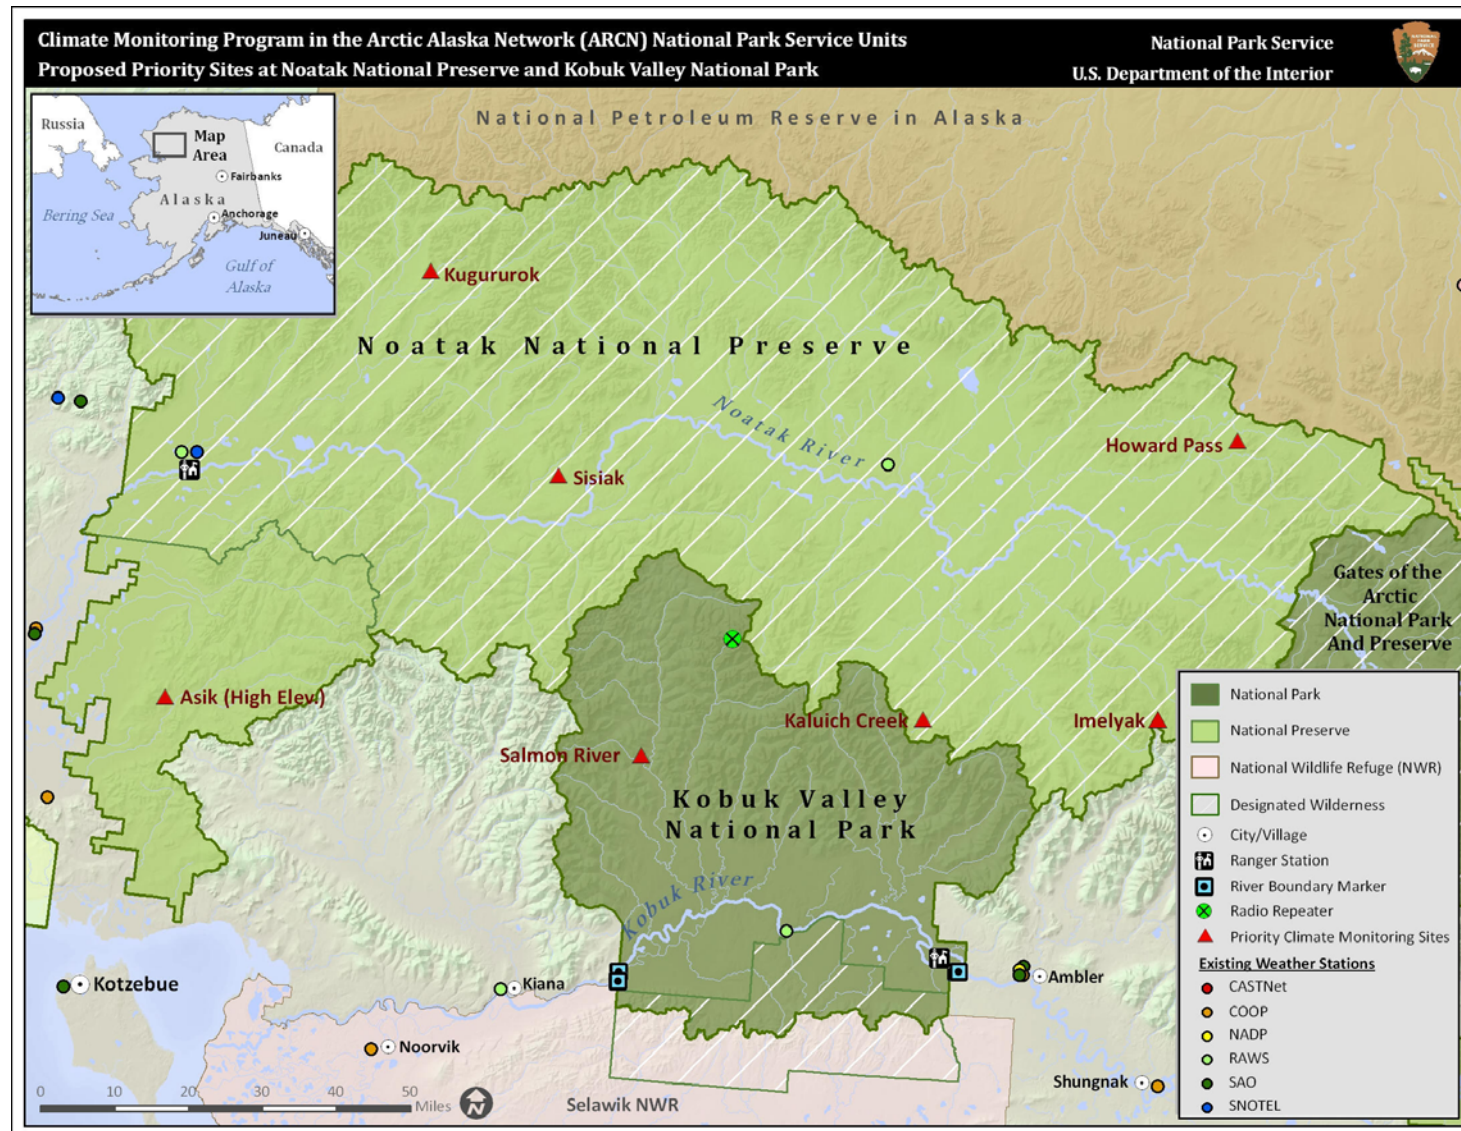 Climate Monitoring Program in the Arctic Alaska Network (ARCN) National Park Service Units
Proposed Priority Sites at Noatak National Preserve and Kobuk Valley National Park
National Park Service
U.S. Department of the Interior
Russia
Map
Area
Canada
Fairbanks
Alaska
Bering Sea
Anchorage
Juneau
Gulf of
Alaska
National Petroleum Reserve in Alaska
Kugururok
Noatak National Preserve
Noatak River
Howard Pass
Sisiak
Gates of the
Arctic
National Park
And Preserve
Asik (High Elev.)
Kaluich Creek
Imelyak
Salmon River
Kobuk Valley
National Park
Kobuk River
Kotzebue
Kiana
Ambler
Noorvik
Shungnak
Selawik NWR
0 10 20 30 40 50
Miles
N
National Park
National Preserve
National Wildlife Refuge (NWR)
Designated Wilderness
City/Village
Ranger Station
River Boundary Marker
Radio Repeater
Priority Climate Monitoring Sites
Existing Weather Stations
CASTNet
COOP
NADP
RAWS
SAO
SNOTEL